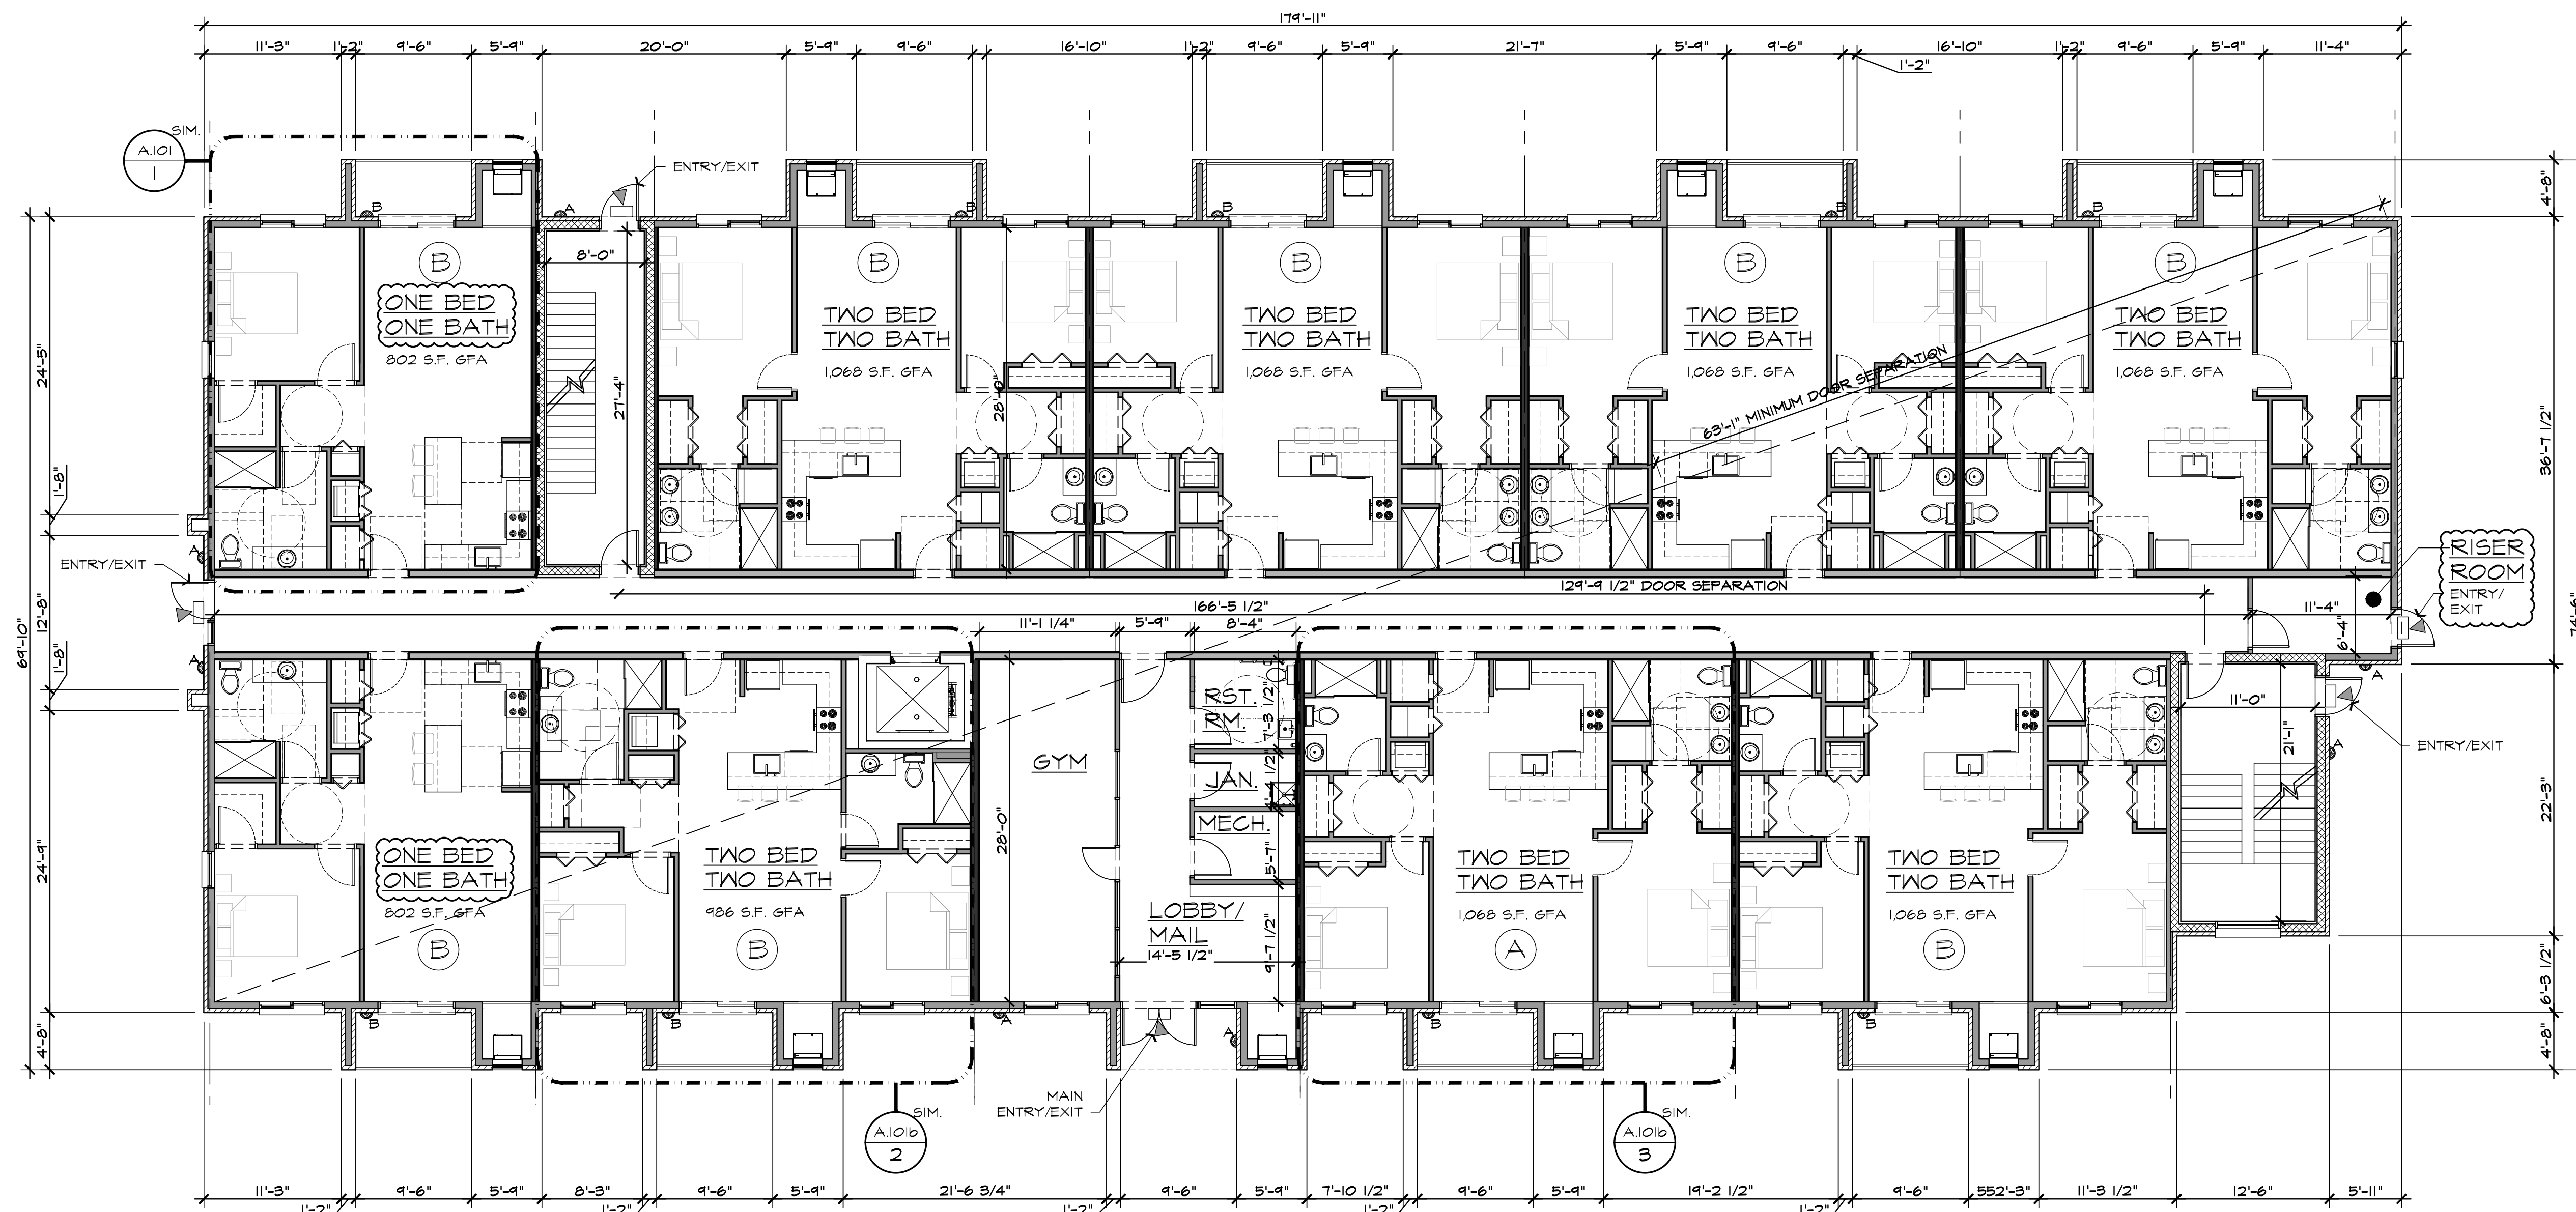 179'-11"
11'-3" 1'-2" 9'-6" 5'-9" 20'-0" 5'-9" 9'-6" 16'-10" 1'-2" 9'-6" 5'-9" 21'-7" 5'-9" 9'-6" 16'-10" 1'-2" 9'-6" 5'-9" 11'-4"
1'-2"
SIM.
A.101
1
ENTRY/EXIT
4'-8"
B A B B B B
8'-0"
B B B B B
ONE BED
ONE BATH
802 S.F. GFA
TWO BED
TWO BATH
1,068 S.F. GFA
TWO BED
TWO BATH
1,068 S.F. GFA
TWO BED
TWO BATH
1,068 S.F. GFA
TWO BED
TWO BATH
1,068 S.F. GFA
24'-5"
27'-4"
28'-0"
63'-1" MINIMUM DOOR SEPARATION
36'-7 1/2"
1'-8"
A
ENTRY/EXIT
RISER
ROOM
ENTRY/
EXIT
129'-9 1/2" DOOR SEPARATION
166'-5 1/2"
11'-4"
6'-4"
11'-1 1/4" 5'-9" 8'-4"
69'-10"
12'-8"
1'-8"
74'-6"
A
A
RST.
RM.
7'-3 1/2"
GYM
JAN.
4'-4 1/2"
MECH.
5'-7"
28'-0"
11'-0"
21'-1"
A
ENTRY/EXIT
22'-3"
24'-9"
ONE BED
ONE BATH
802 S.F. GFA
B
TWO BED
TWO BATH
986 S.F. GFA
B
LOBBY/
MAIL
14'-5 1/2"
9'-7 1/2"
TWO BED
TWO BATH
1,068 S.F. GFA
A
TWO BED
TWO BATH
1,068 S.F. GFA
B
6'-3 1/2"
4'-8"
4'-8"
B B A A B B
MAIN
ENTRY/EXIT
SIM.
A.101b
2
SIM.
A.101b
3
11'-3" 9'-6" 5'-9" 8'-3" 9'-6" 5'-9" 21'-6 3/4" 9'-6" 5'-9" 7'-10 1/2" 9'-6" 5'-9" 19'-2 1/2" 9'-6" 552'-3" 11'-3 1/2" 12'-6" 5'-11"
1'-2" 1'-2" 1'-2" 1'-2" 1'-2"